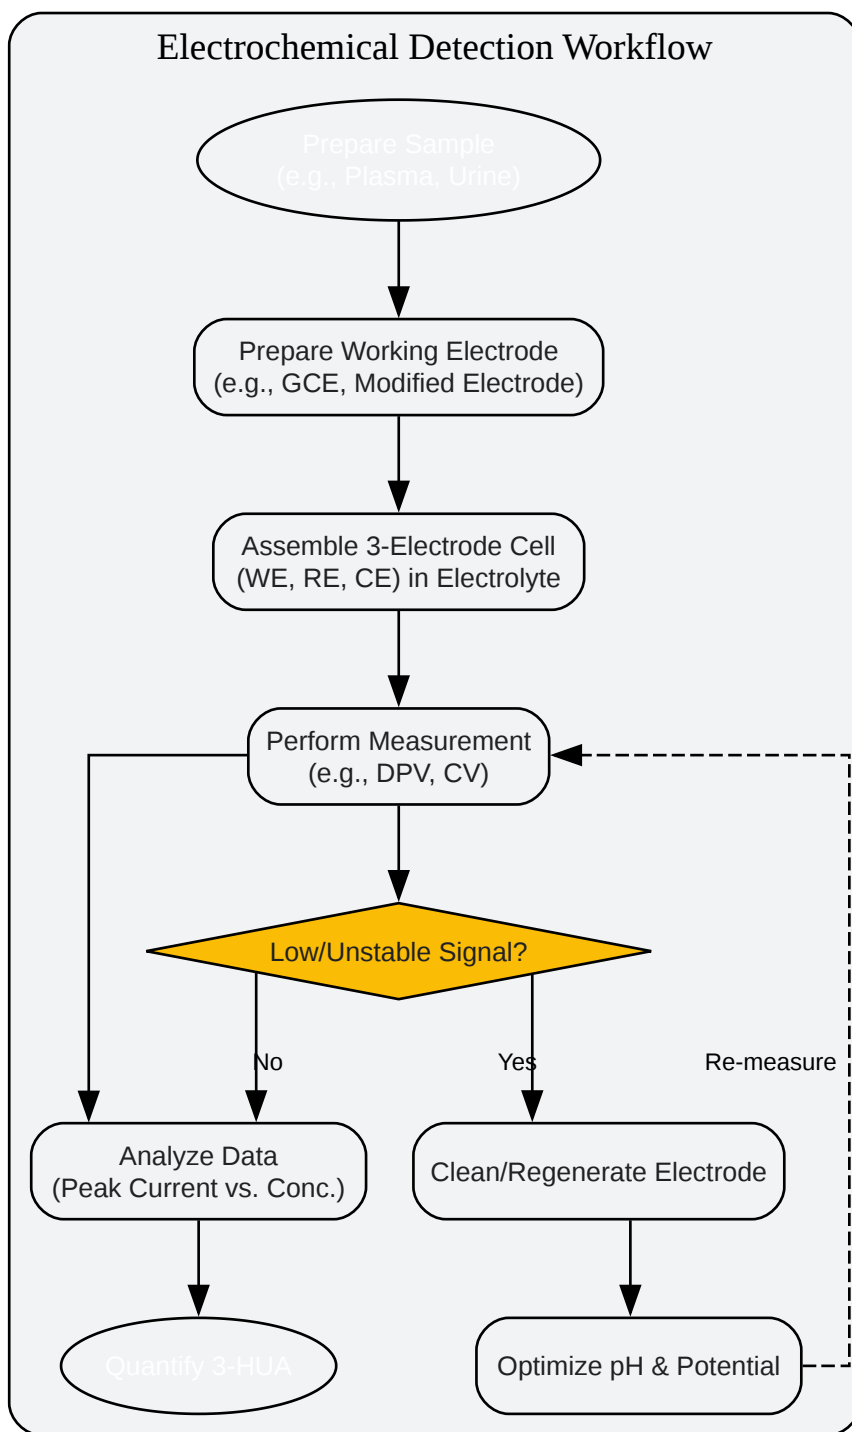 Electrochemical Detection Workflow
Prepare Sample
(e.g., Plasma, Urine)
Prepare Working Electrode
(e.g., GCE, Modified Electrode)
Assemble 3-Electrode Cell
(WE, RE, CE) in Electrolyte
Perform Measurement
(e.g., DPV, CV)
Low/Unstable Signal?
No
Yes
Re-measure
Analyze Data
(Peak Current vs. Conc.)
Clean/Regenerate Electrode
Quantify 3-HUA
Optimize pH & Potential